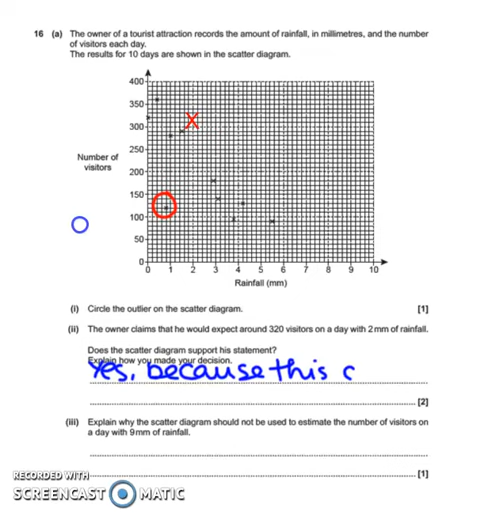 16 (a) The owner of a tourist attraction records the amount of rainfall, in millimetres, and the number
of visitors each day.
The results for 10 days are shown in the scatter diagram.
400
350
300
250
Number of
visitors
200
150
100
50
0
0 1 2 3 4 5 6 7 8 9 10
Rainfall (mm)
(i) Circle the outlier on the scatter diagram. [1]
(ii) The owner claims that he would expect around 320 visitors on a day with 2 mm of rainfall.
Does the scatter diagram support his statement?
Explain how you made your decision.
Yes, because this c
[2]
(iii) Explain why the scatter diagram should not be used to estimate the number of visitors on
a day with 9 mm of rainfall.
[1]
RECORDED WITH
SCREENCAST MATIC